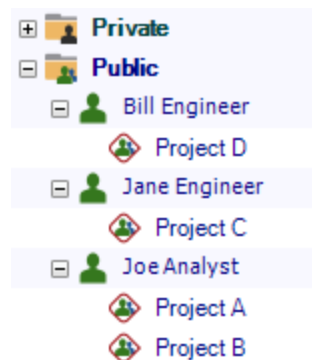 Private
Public
Bill Engineer
Project D
Jane Engineer
Project C
Joe Analyst
Project A
Project B